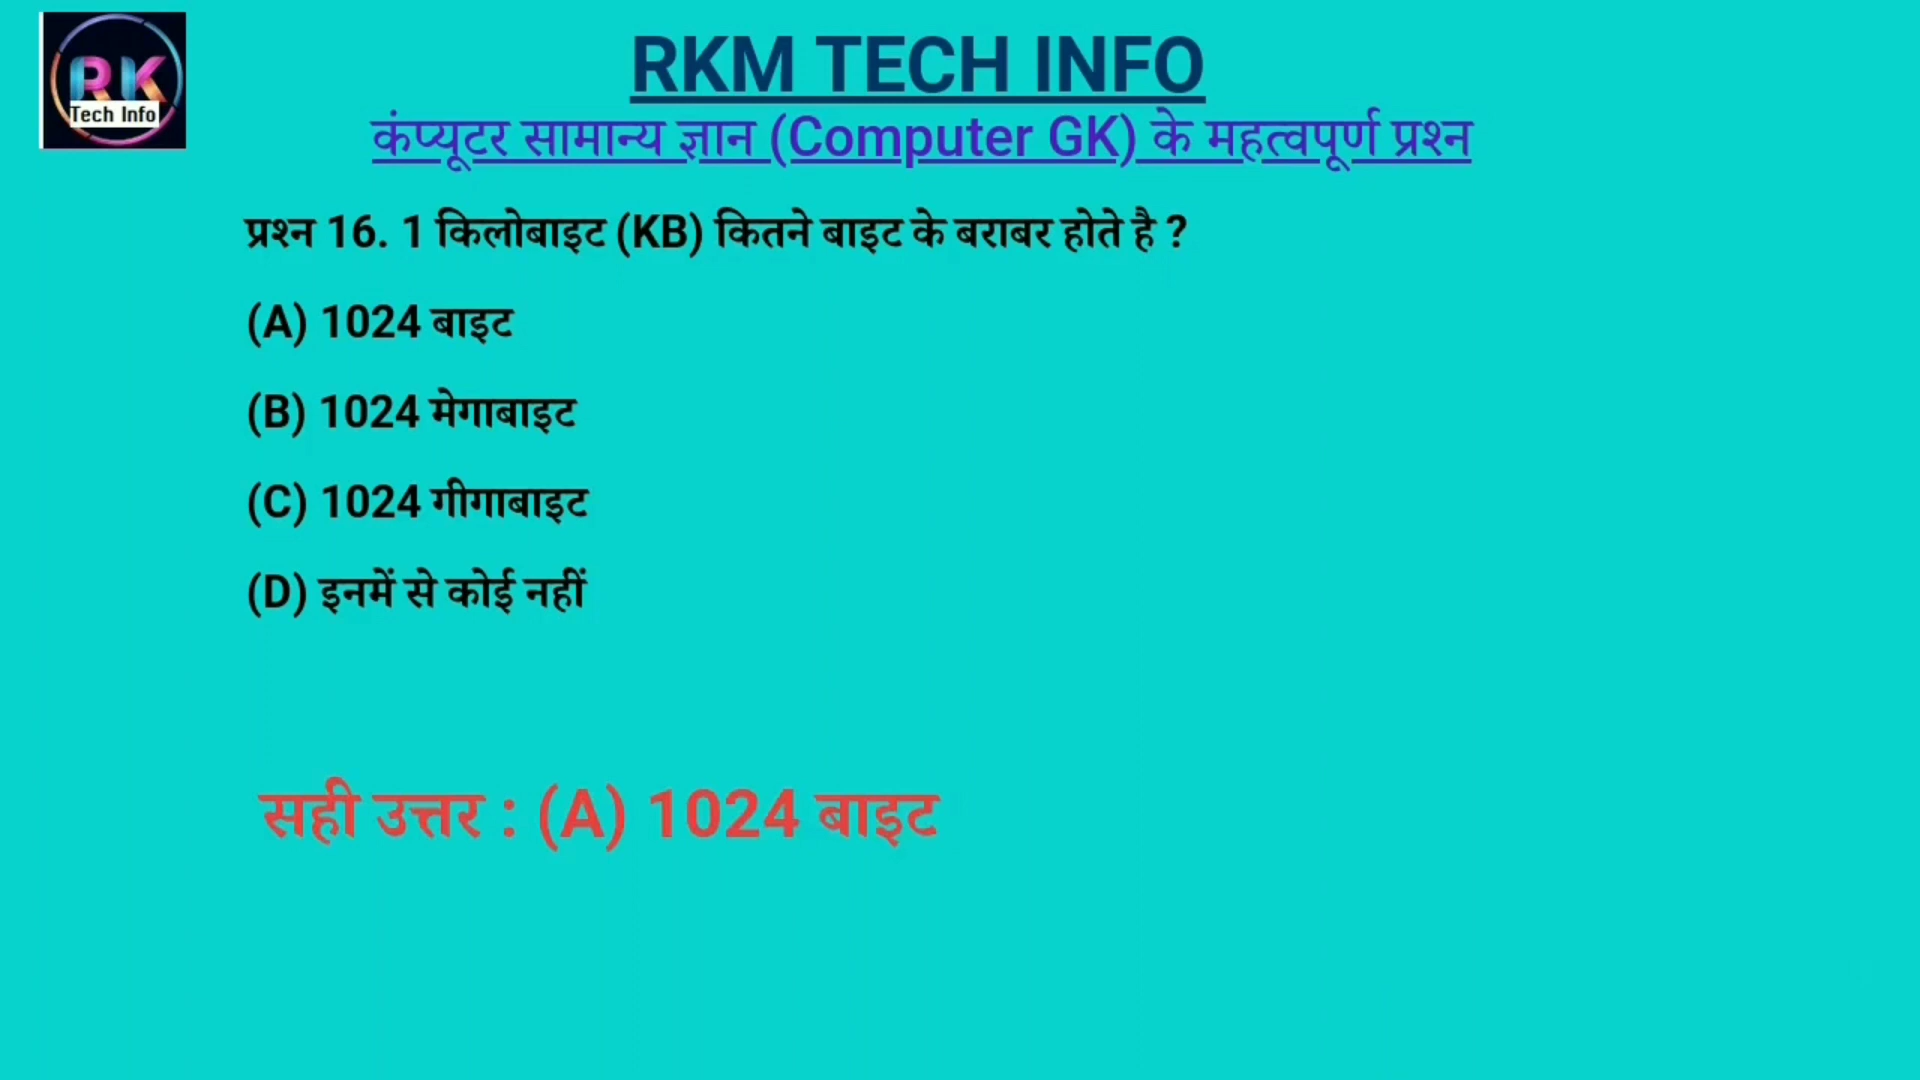 RK
Tech Info
RKM TECH INFO
कंप्यूटर सामान्य ज्ञान (Computer GK) के महत्वपूर्ण प्रश्न
प्रश्न 16. 1 किलोबाइट (KB) कितने बाइट के बराबर होते है ?
(A) 1024 बाइट
(B) 1024 मेगाबाइट
(C) 1024 गीगाबाइट
(D) इनमें से कोई नहीं
सही उत्तर : (A) 1024 बाइट